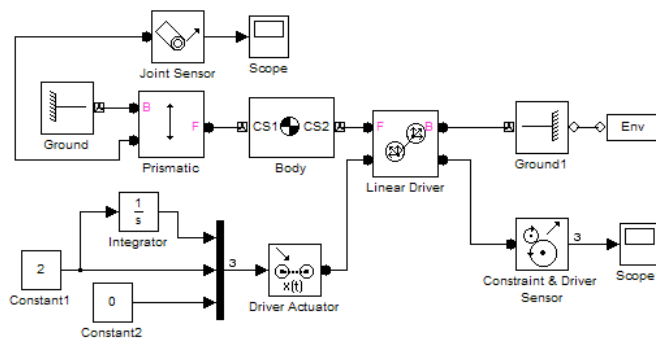 Joint Sensor
Scope
Ground
B
F
Prismatic
CS1 CS2
Body
F B
Linear Driver
Ground1
Env
1
s
Integrator
2
Constant1
0
Constant2
3
x(t)
Driver Actuator
3
Constraint & Driver
Sensor
Scope